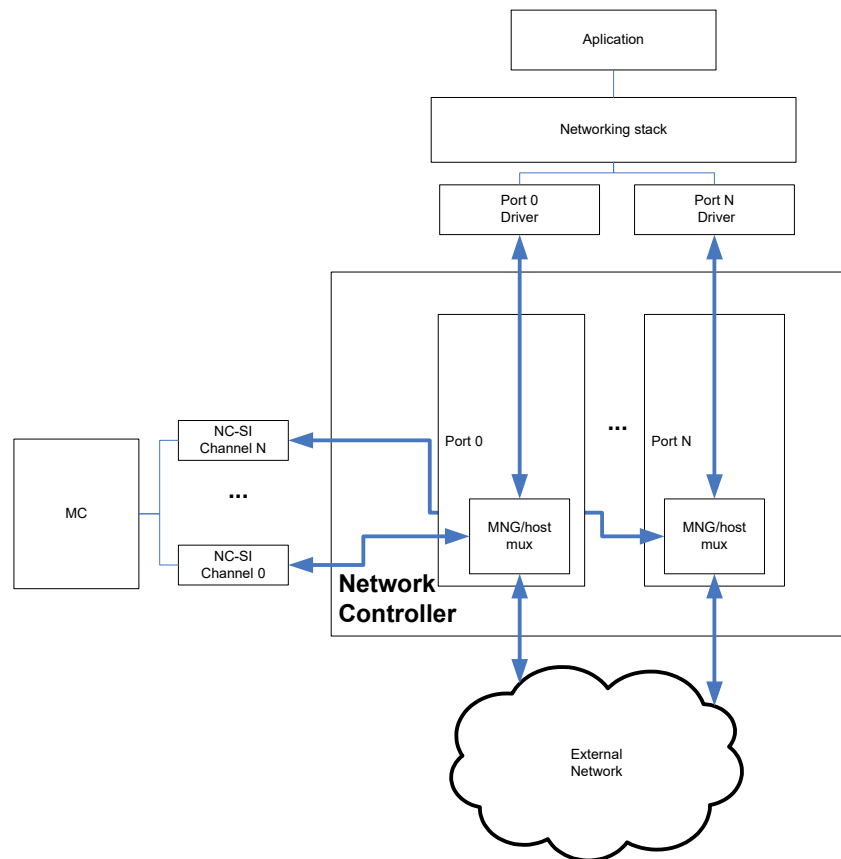 Aplication
Networking stack
Port 0
Driver
Port N
Driver
NC-SI
Channel N
Port 0
...
Port N
...
MC
MNG/host
mux
MNG/host
mux
NC-SI
Channel 0
Network
Controller
External
Network